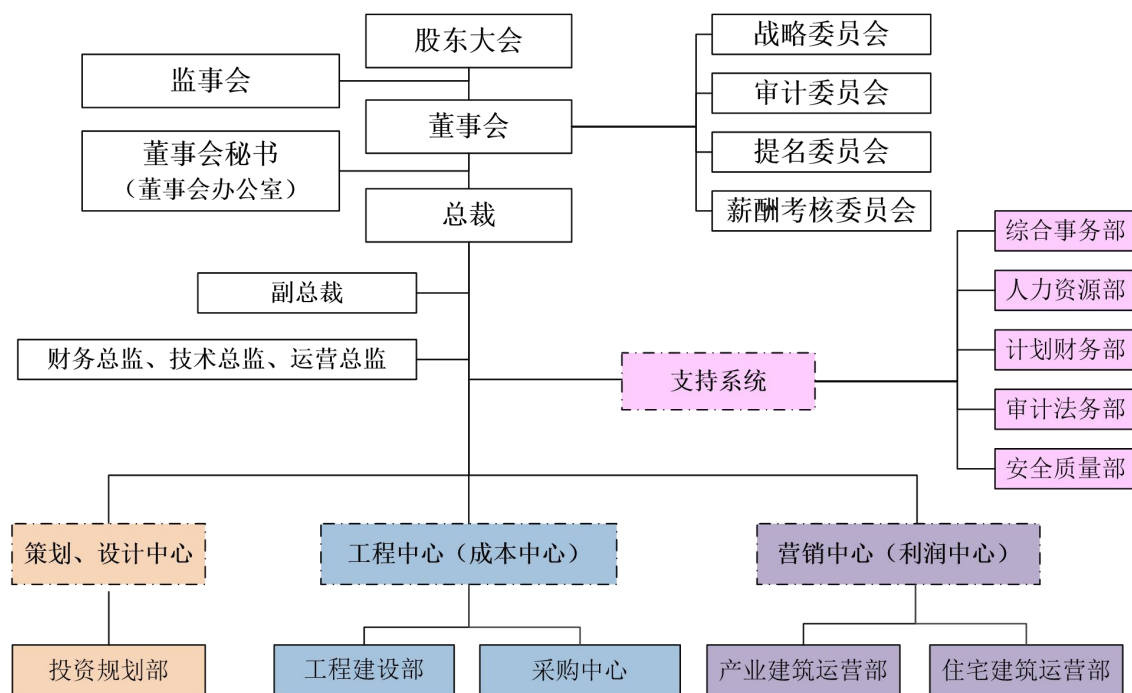 股东大会
战略委员会
监事会
审计委员会
董事会
董事会秘书
（董事会办公室）
提名委员会
总裁
薪酬考核委员会
综合事务部
副总裁
人力资源部
财务总监、技术总监、运营总监
计划财务部
支持系统
审计法务部
安全质量部
策划、设计中心
工程中心（成本中心）
营销中心（利润中心）
投资规划部
工程建设部
采购中心
产业建筑运营部
住宅建筑运营部